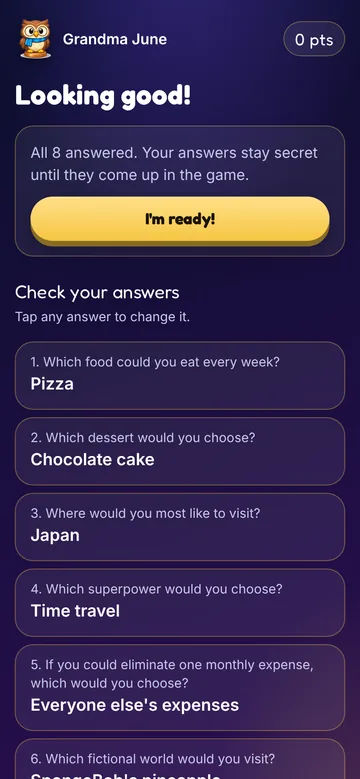 Grandma June
0 pts
Looking good!
All 8 answered. Your answers stay secret
until they come up in the game.
I'm ready!
Check your answers
Tap any answer to change it.
1. Which food could you eat every week?
Pizza
2. Which dessert would you choose?
Chocolate cake
3. Where would you most like to visit?
Japan
4. Which superpower would you choose?
Time travel
5. If you could eliminate one monthly expense,
which would you choose?
Everyone else's expenses
6. Which fictional world would you visit?
SpongeBob's pineapple